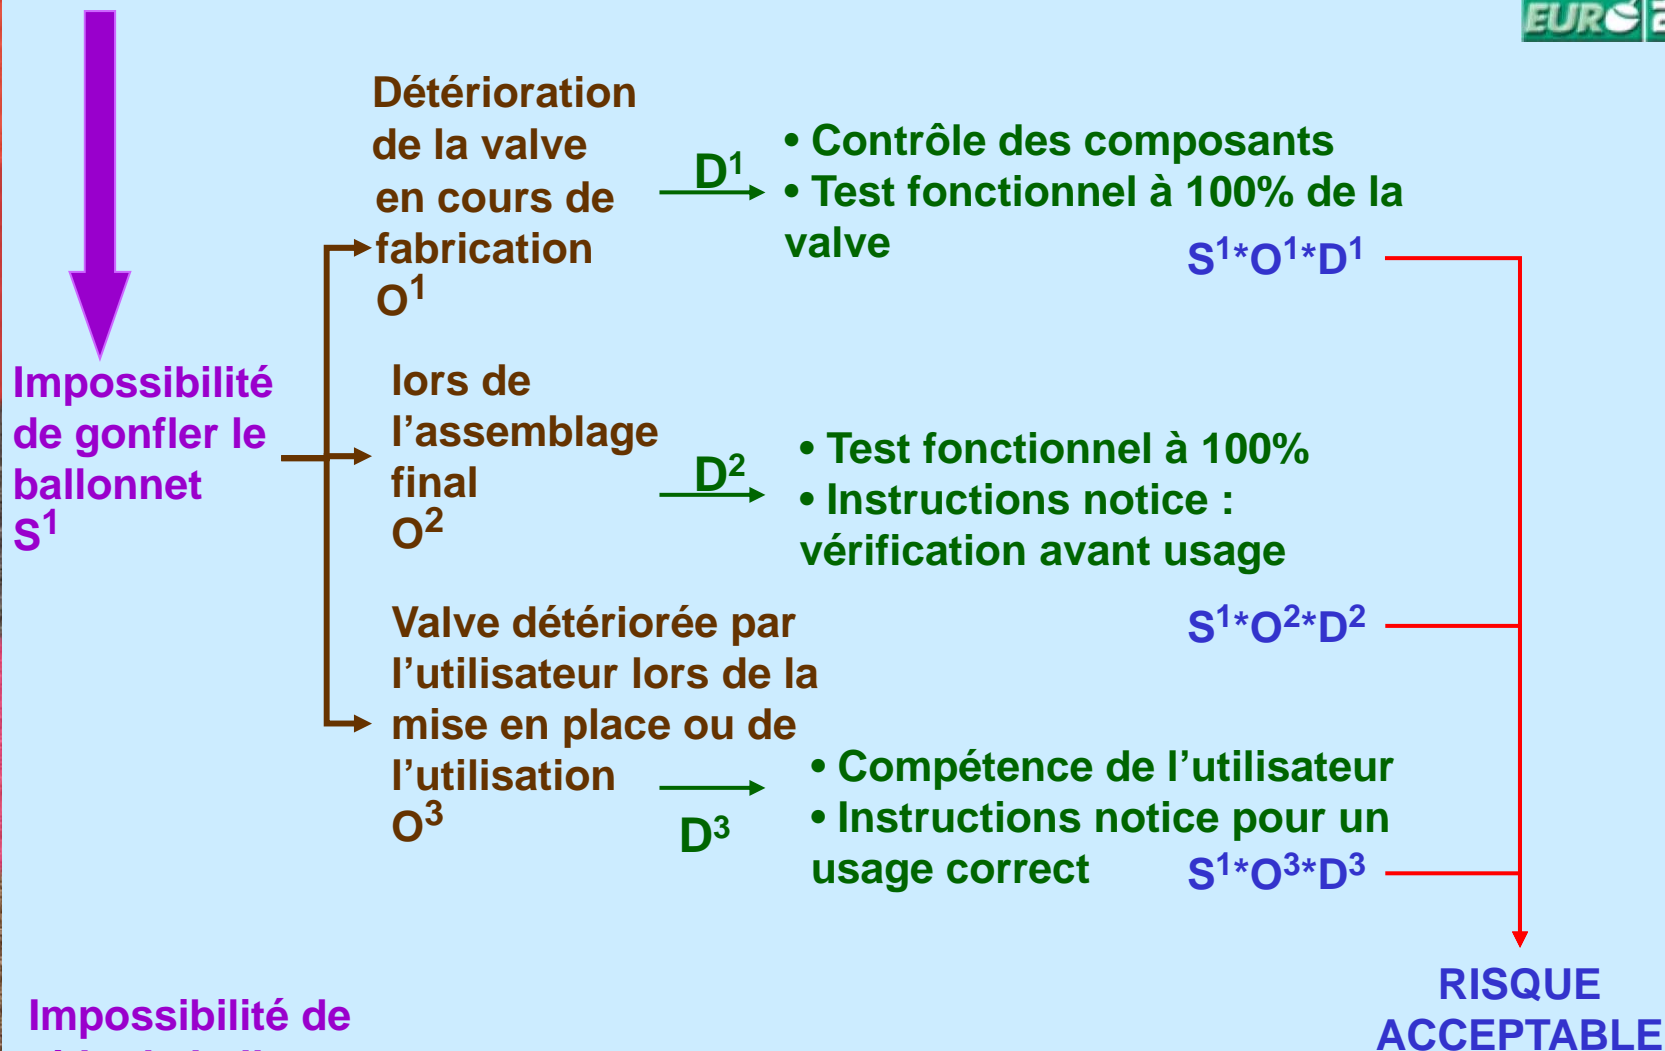 EUR
Détérioration
de la valve
en cours de
fabrication
O¹
D¹
• Contrôle des composants
• Test fonctionnel à 100% de la
valve
S¹*O¹*D¹
Impossibilité
de gonfler le
ballonnet
S¹
lors de
l’assemblage
final
O²
D²
• Test fonctionnel à 100%
• Instructions notice :
vérification avant usage
S¹*O²*D²
Valve détériorée par
l’utilisateur lors de la
mise en place ou de
l’utilisation
O³
D³
• Compétence de l’utilisateur
• Instructions notice pour un
usage correct
S¹*O³*D³
RISQUE
ACCEPTABLE
Impossibilité de